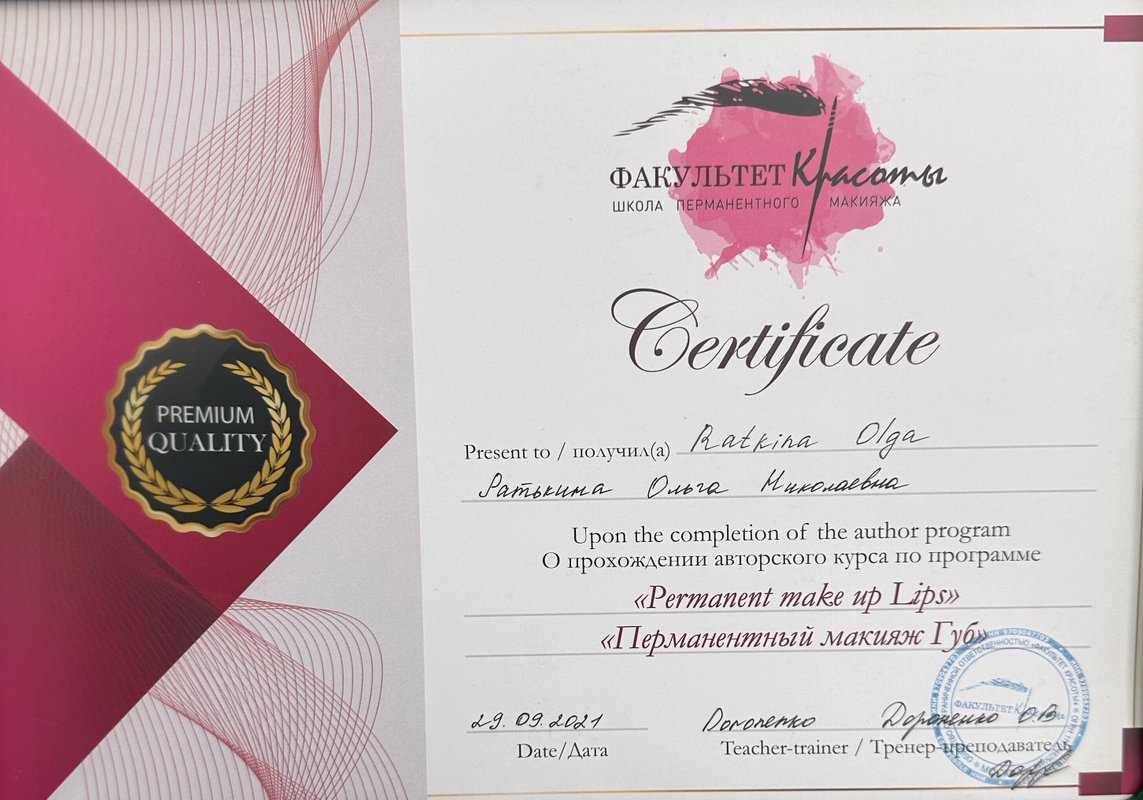 ФАКУЛЬТЕТ Красоты
ШКОЛА ПЕРМАНЕНТНОГО МАКИЯЖА
Certificate
PREMIUM
QUALITY
Present to / получил(а) Ratkina Olga
Ратькина Ольга Николаевна
Upon the completion of the author program
О прохождении авторского курса по программе
«Permanent make up Lips»
«Перманентный макияж Губ»
29.09.2021
Доропенко О.В
Date/Дата
Teacher-trainer / Тренер-преподаватель
ФАКУЛЬТЕТ